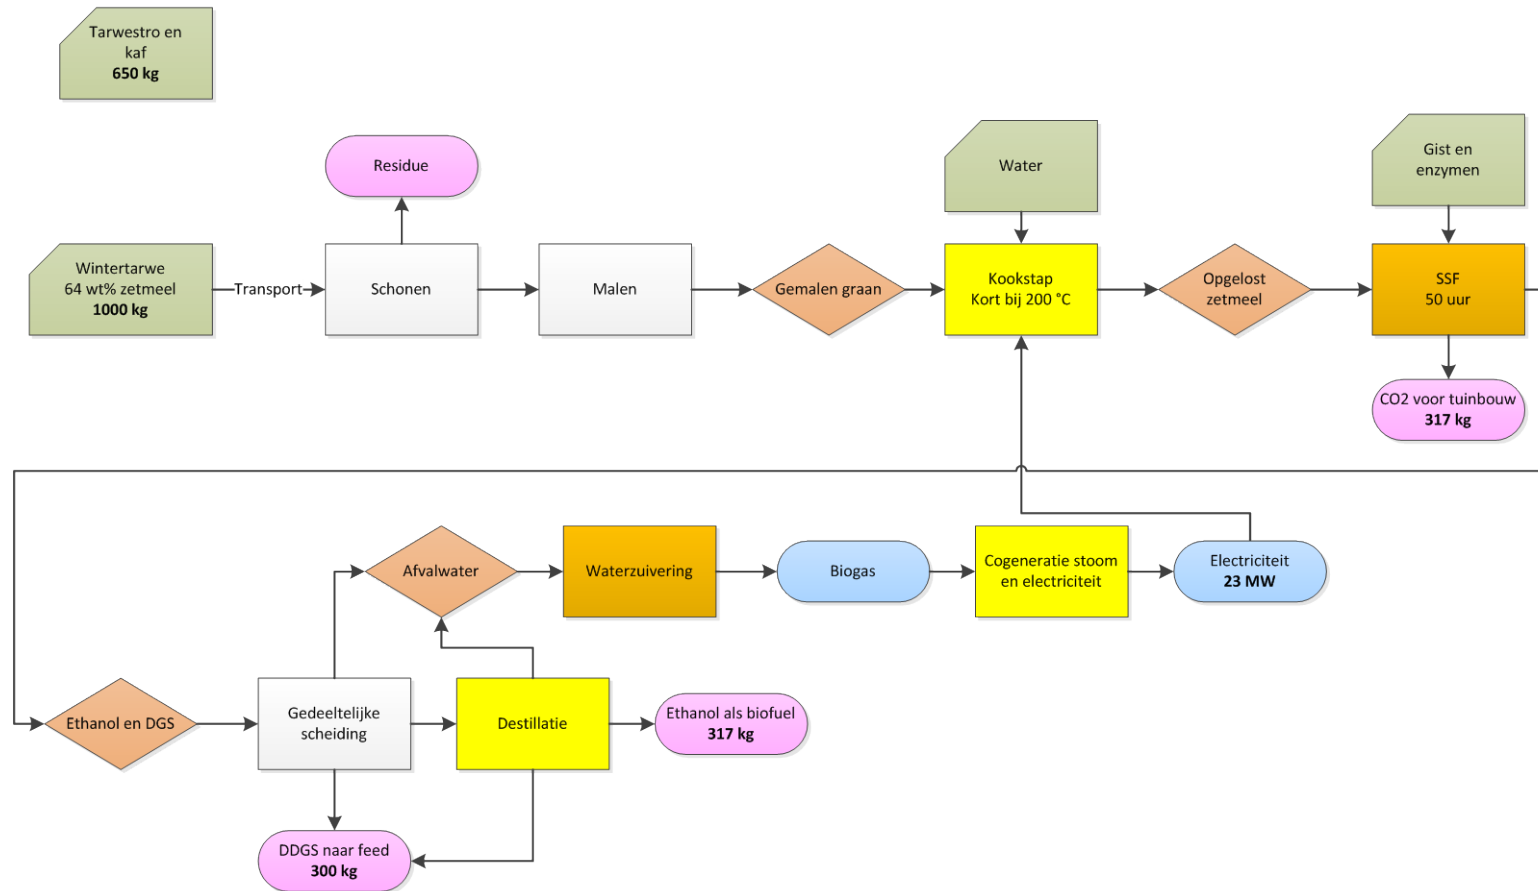 Tarwestro en
kaf
650 kg
Residue
Water
Gist en
enzymen
Wintertarwe
64 wt% zetmeel
1000 kg
Transport
Schonen
Malen
Gemalen graan
Kookstap
Kort bij 200 °C
Opgelost
zetmeel
SSF
50 uur
CO2 voor tuinbouw
317 kg
Afvalwater
Waterzuivering
Biogas
Cogeneratie stoom
en electriciteit
Electriciteit
23 MW
Ethanol en DGS
Gedeeltelijke
scheiding
Destillatie
Ethanol als biofuel
317 kg
DDGS naar feed
300 kg